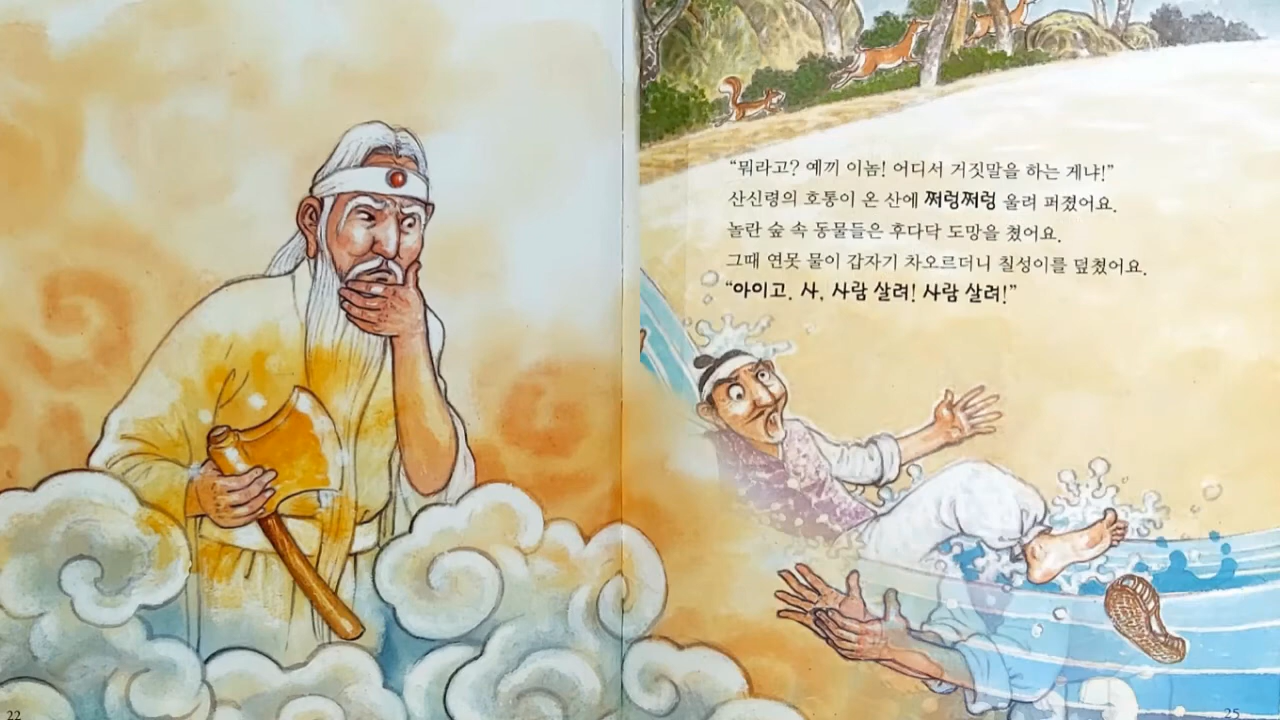 “뭐라고? 예끼 이놈! 어디서 거짓말을 하는 게냐!”
산신령의 호통이 온 산에 쩌렁쩌렁 울려 퍼졌어요.
놀란 숲 속 동물들은 후다닥 도망을 쳤어요.
그때 연못 물이 갑자기 차오르더니 칠성이를 덮쳤어요.
“아이고, 사, 사람 살려! 사람 살려!”
22
25